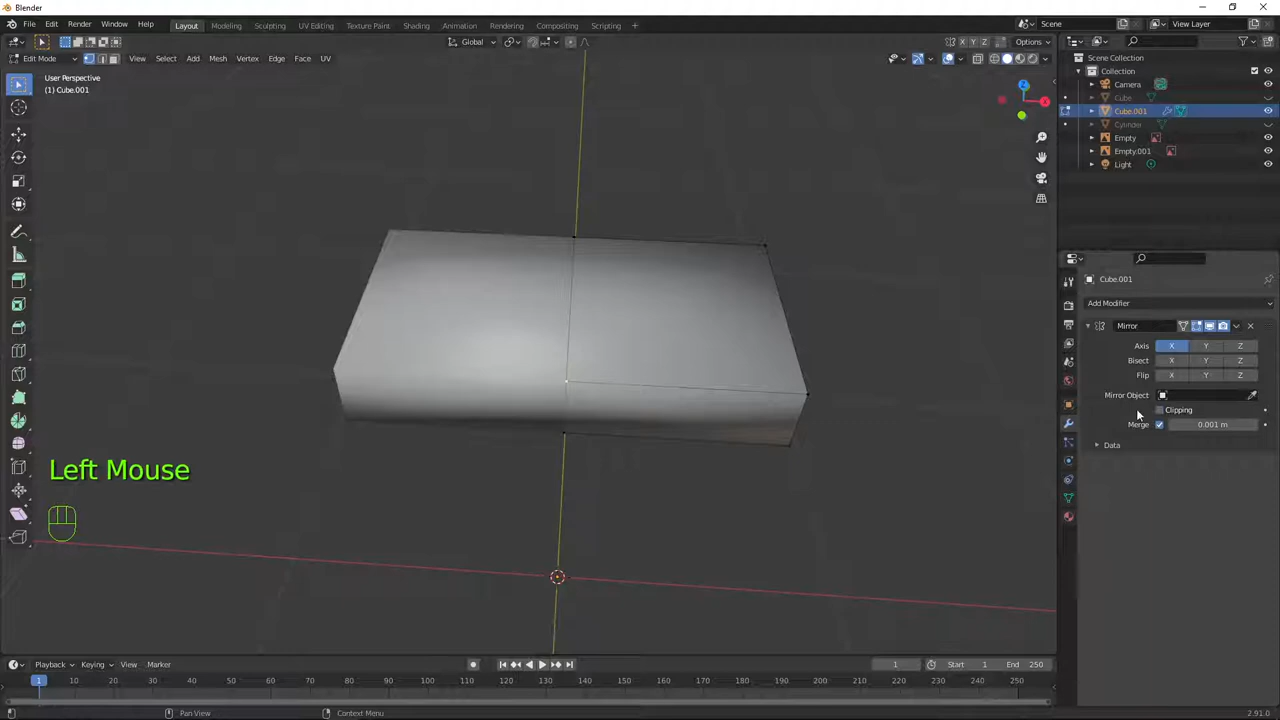 Blender
File Edit Render Window Help
Layout Modeling Sculpting UV Editing Texture Paint Shading Animation Rendering Compositing Scripting +
Scene
View Layer
Edit Mode View Select Add Mesh Vertex Edge Face UV
Global
X Y Z
Options
User Perspective
(1) Cube.001
Z
X
Scene Collection
Collection
Camera
Cube
Cube.001
Cylinder
Empty
Empty.001
Light
Cube.001
Add Modifier
Mirror
Axis X Y Z
Bisect X Y Z
Flip X Y Z
Mirror Object
Clipping
Merge 0.001 m
Data
Left Mouse
Playback Keying View Marker
1 Start 1 End 250
1 10 20 30 40 50 60 70 80 90 100 110 120 130 140 150 160 170 180 190 200 210 220 230 240 250
Pan View Context Menu 2.91.0